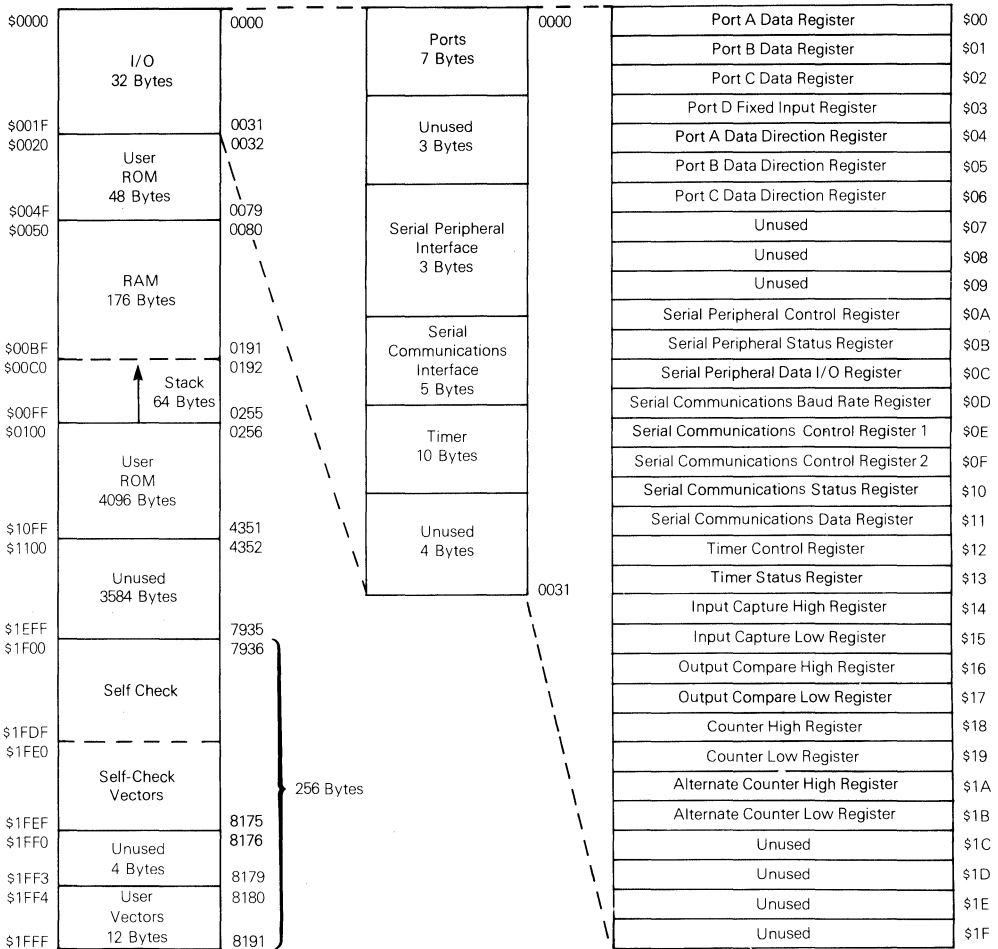 $0000
0000
I/O
32 Bytes
$001F
0031
$0020
0032
User
ROM
48 Bytes
$004F
0079
$0050
0080
RAM
176 Bytes
$00BF
0191
$00C0
0192
Stack
64 Bytes
$00FF
0255
$0100
0256
User
ROM
4096 Bytes
$10FF
4351
$1100
4352
Unused
3584 Bytes
$1EFF
7935
$1F00
7936
Self Check
$1FDF
$1FE0
Self-Check
Vectors
$1FEF
8175
$1FF0
8176
Unused
4 Bytes
$1FF3
8179
$1FF4
8180
User
Vectors
12 Bytes
$1FFF
8191
256 Bytes
0000
Ports
7 Bytes
Unused
3 Bytes
Serial Peripheral
Interface
3 Bytes
Serial
Communications
Interface
5 Bytes
Timer
10 Bytes
Unused
4 Bytes
0031
Port A Data Register $00
Port B Data Register $01
Port C Data Register $02
Port D Fixed Input Register $03
Port A Data Direction Register $04
Port B Data Direction Register $05
Port C Data Direction Register $06
Unused $07
Unused $08
Unused $09
Serial Peripheral Control Register $0A
Serial Peripheral Status Register $0B
Serial Peripheral Data I/O Register $0C
Serial Communications Baud Rate Register $0D
Serial Communications Control Register 1 $0E
Serial Communications Control Register 2 $0F
Serial Communications Status Register $10
Serial Communications Data Register $11
Timer Control Register $12
Timer Status Register $13
Input Capture High Register $14
Input Capture Low Register $15
Output Compare High Register $16
Output Compare Low Register $17
Counter High Register $18
Counter Low Register $19
Alternate Counter High Register $1A
Alternate Counter Low Register $1B
Unused $1C
Unused $1D
Unused $1E
Unused $1F